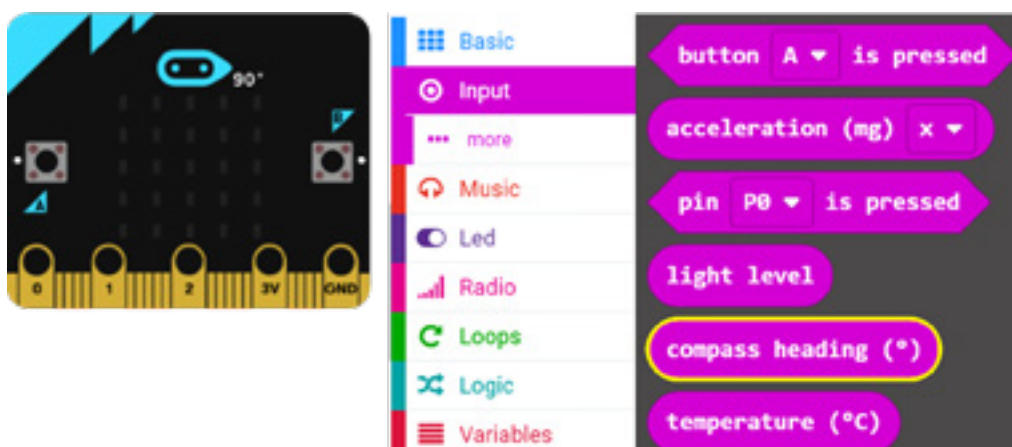 90°
B
A
0 1 2 3V GND
Basic
Input
more
Music
Led
Radio
Loops
Logic
Variables
button A is pressed
acceleration (mg) x
pin P0 is pressed
light level
compass heading (°)
temperature (°C)